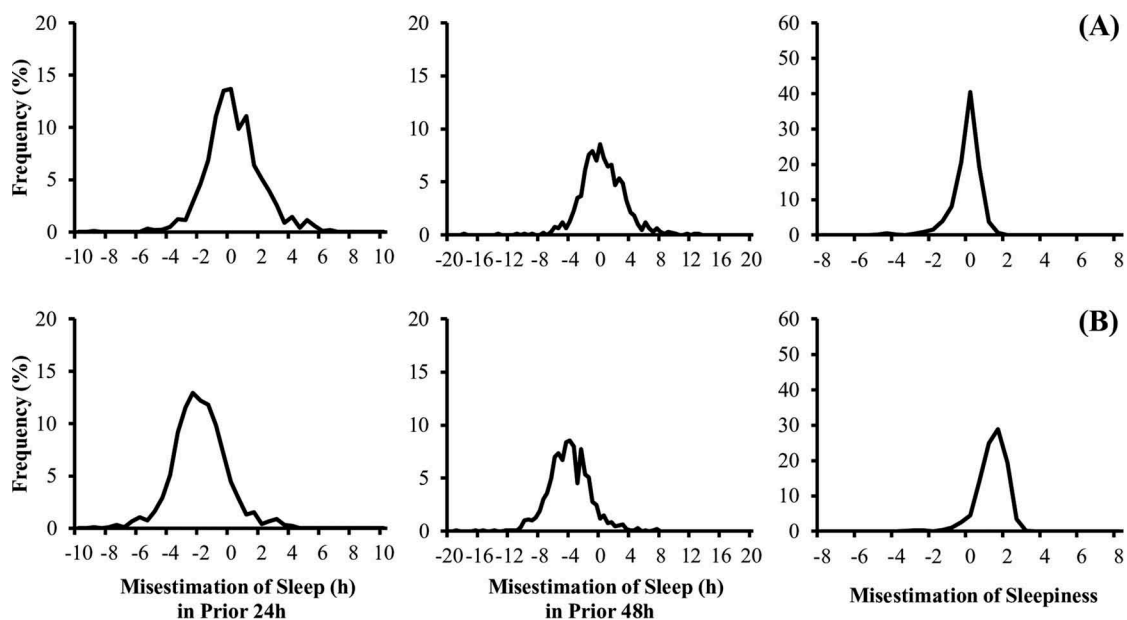 (A)
Frequency (%)
20
15
10
5
0
-10 -8 -6 -4 -2 0 2 4 6 8 10
20
15
10
5
0
-20 -16 -12 -8 -4 0 4 8 12 16 20
60
50
40
30
20
10
0
-8 -6 -4 -2 0 2 4 6 8
(B)
Frequency (%)
20
15
10
5
0
-10 -8 -6 -4 -2 0 2 4 6 8 10
Misestimation of Sleep (h)
in Prior 24h
20
15
10
5
0
-20 -16 -12 -8 -4 0 4 8 12 16 20
Misestimation of Sleep (h)
in Prior 48h
60
50
40
30
20
10
0
-8 -6 -4 -2 0 2 4 6 8
Misestimation of Sleepiness